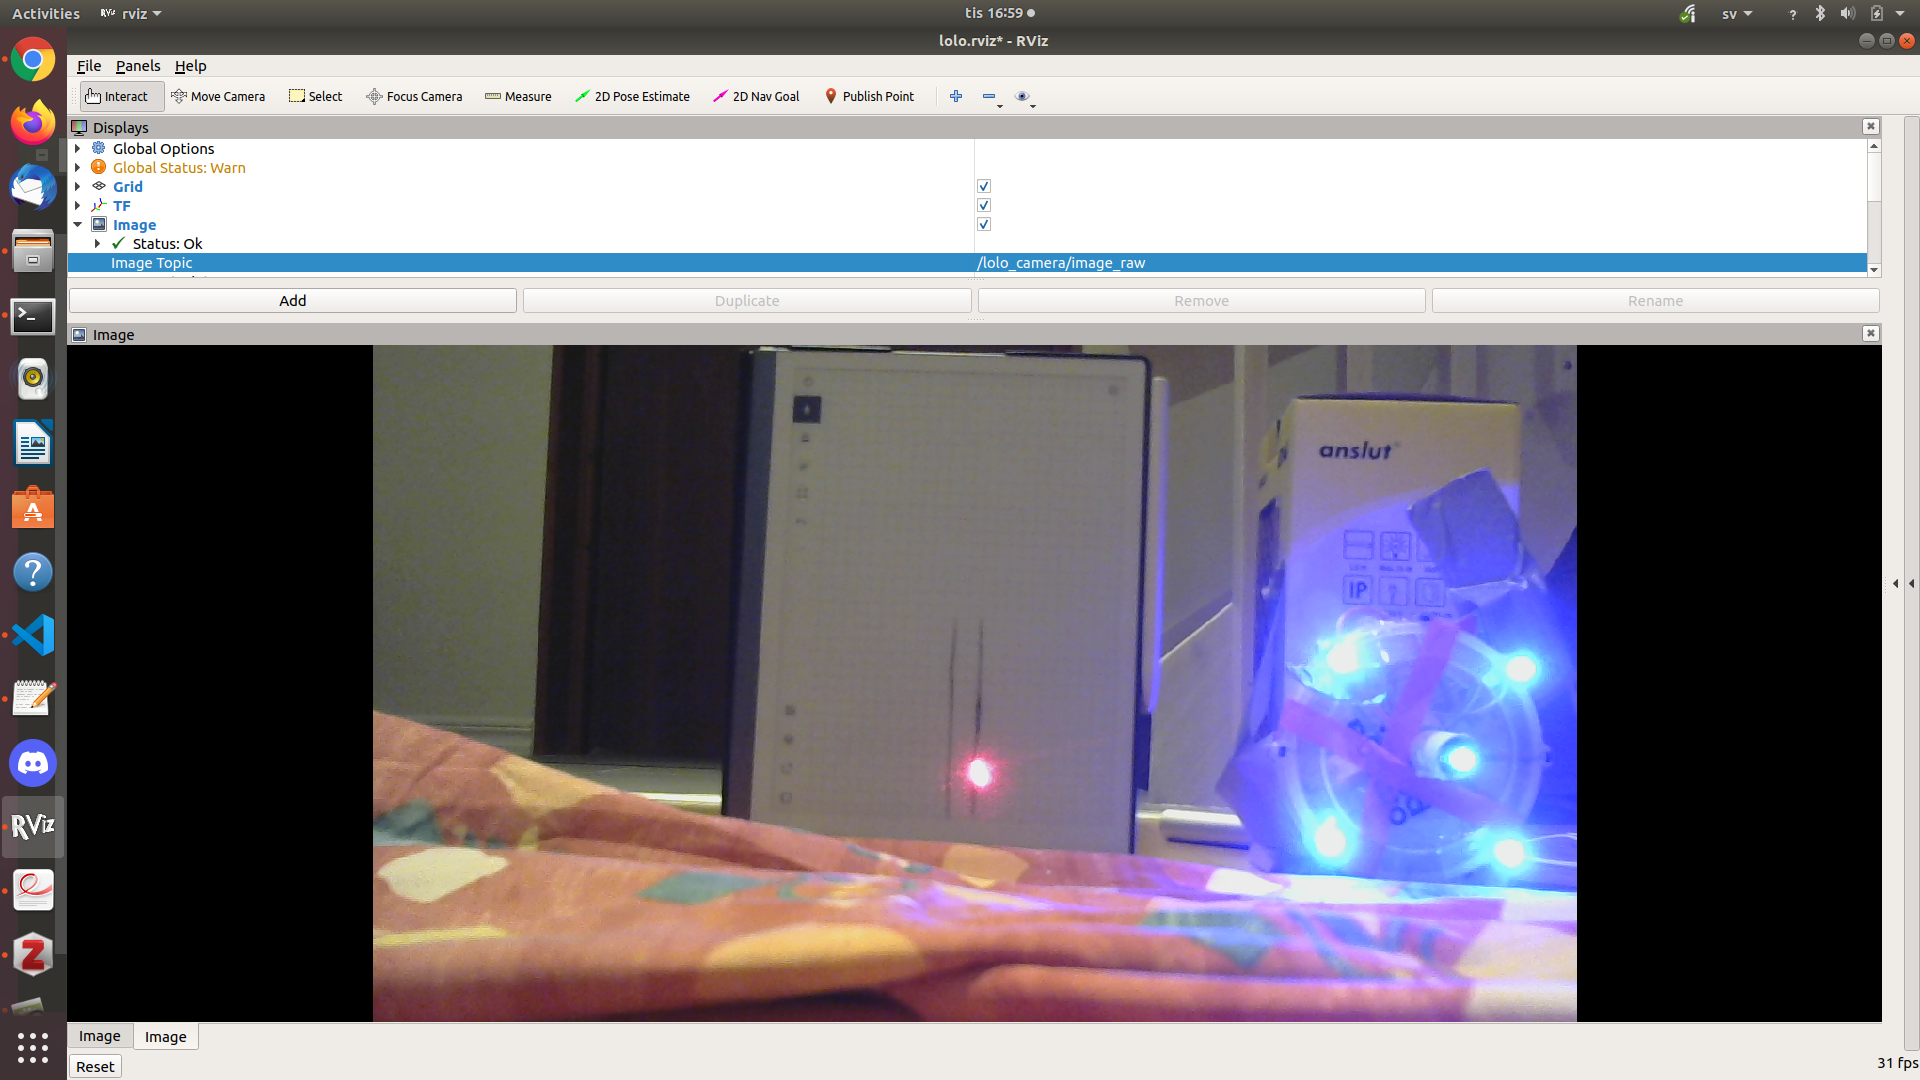 Activities
RViz
rviz
tis 16:59
sv
?
lolo.rviz* - RViz
File
Panels
Help
Interact
Move Camera
Select
Focus Camera
Measure
2D Pose Estimate
2D Nav Goal
Publish Point
Displays
Global Options
Global Status: Warn
Grid
TF
Image
Status: Ok
Image Topic
/lolo_camera/image_raw
Add
Duplicate
Remove
Rename
Image
anslut
IP
RViz
Image
Image
Reset
31 fps